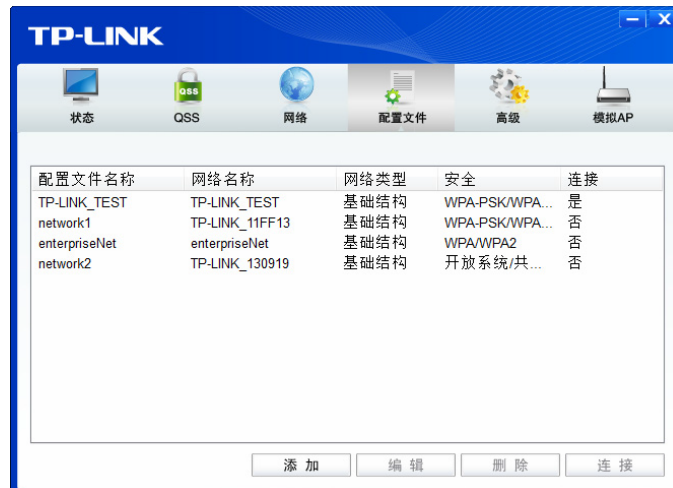 TP-LINK
QSS
状态 QSS 网络 配置文件 高级 模拟AP
配置文件名称 网络名称 网络类型 安全 连接
TP-LINK_TEST TP-LINK_TEST 基础结构 WPA-PSK/WPA... 是
network1 TP-LINK_11FF13 基础结构 WPA-PSK/WPA... 否
enterpriseNet enterpriseNet 基础结构 WPA/WPA2 否
network2 TP-LINK_130919 基础结构 开放系统/共... 否
添加 编辑 删除 连接